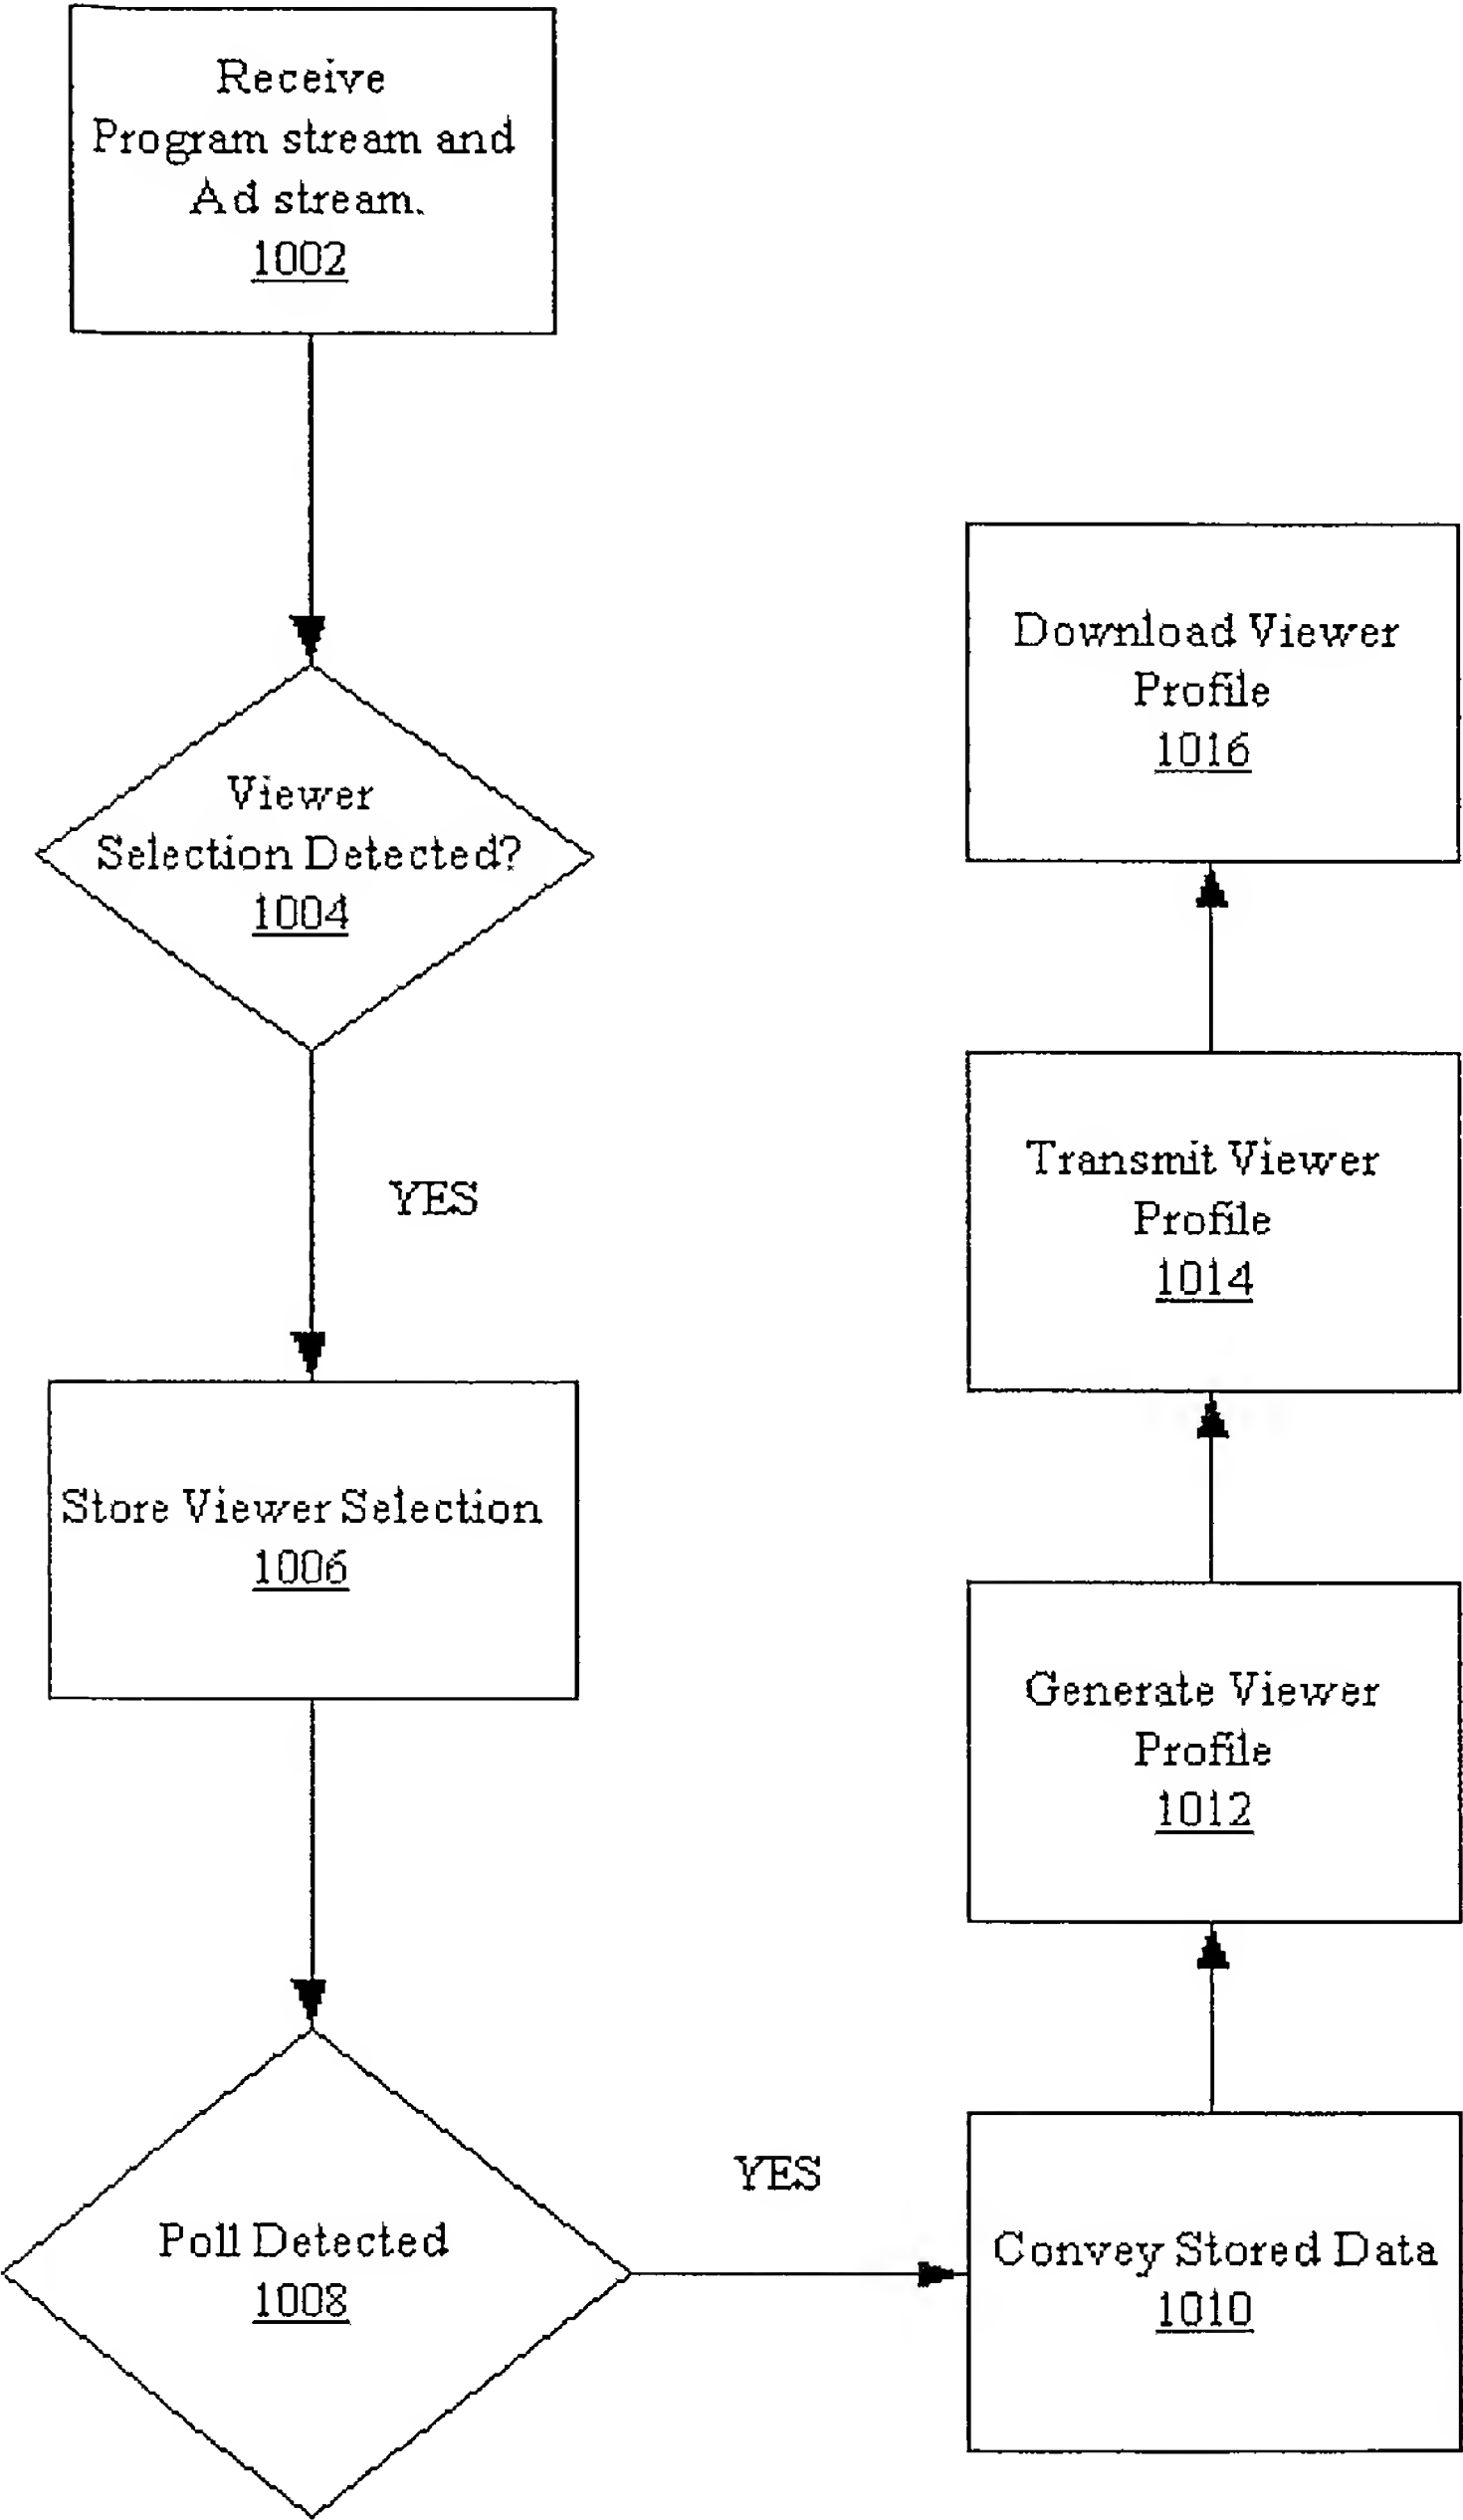 Receive
Program stream and
Ad stream.
1002
Viewer
Selection Detected?
1004
YES
Store Viewer Selection
1006
Poll Detected
1008
YES
Convey Stored Data
1010
Generate Viewer
Profile
1012
Transmit Viewer
Profile
1014
Download Viewer
Profile
1016